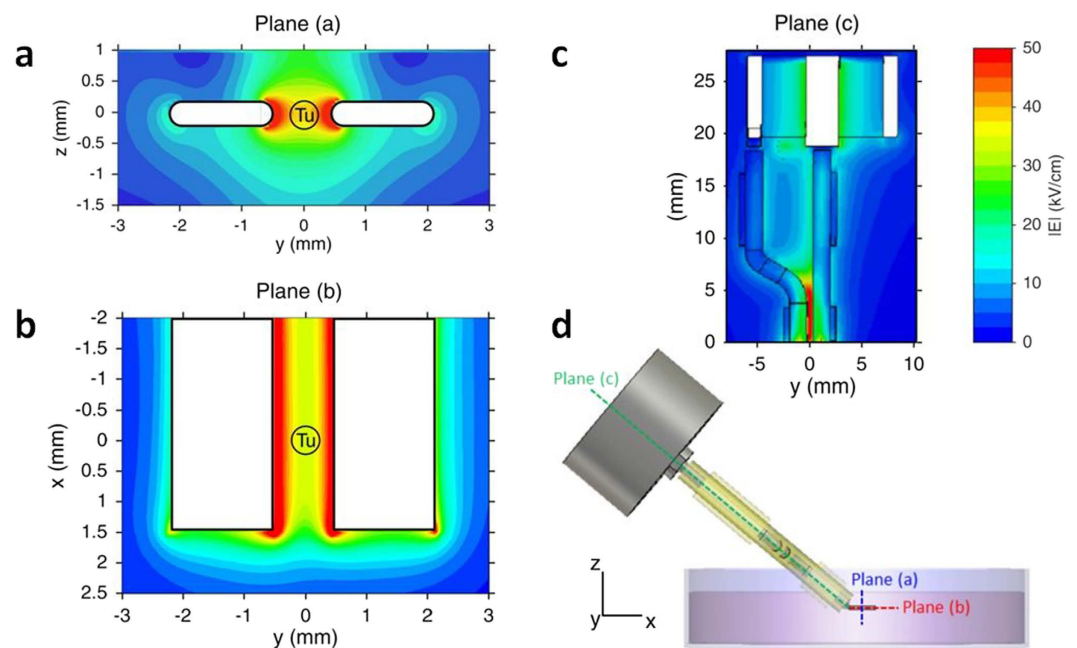 a
Plane (a)
1
0.5
0
-0.5
-1
-1.5
z (mm)
Tu
-3
-2
-1
0
1
2
3
y (mm)
b
Plane (b)
-2
-1.5
-1
-0.5
0
0.5
1
1.5
2
2.5
x (mm)
Tu
-3
-2
-1
0
1
2
3
y (mm)
c
Plane (c)
25
20
15
10
5
0
(mm)
-5
0
5
10
y (mm)
50
40
30
20
10
0
|E| (kV/cm)
d
Plane (c)
Plane (a)
Plane (b)
z
y
x